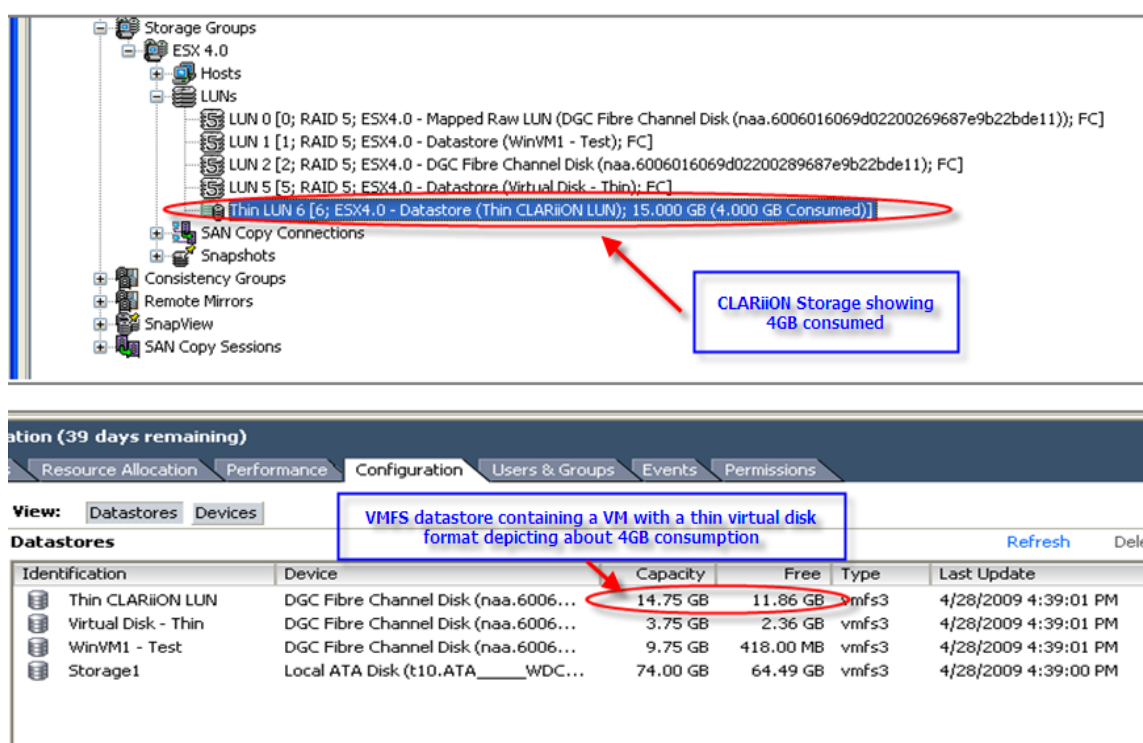 Storage Groups
ESX 4.0
Hosts
LUNs
LUN 0 [0; RAID 5; ESX4.0 - Mapped Raw LUN (DGC Fibre Channel Disk (naa.6006016069d02200269687e9b22bde11)); FC]
LUN 1 [1; RAID 5; ESX4.0 - Datastore (WinVM1 - Test); FC]
LUN 2 [2; RAID 5; ESX4.0 - DGC Fibre Channel Disk (naa.6006016069d02200289687e9b22bde11); FC]
LUN 5 [5; RAID 5; ESX4.0 - Datastore (Virtual Disk - Thin); FC]
Thin LUN 6 [6; ESX4.0 - Datastore (Thin CLARiiON LUN); 15.000 GB (4.000 GB Consumed)]
SAN Copy Connections
Snapshots
Consistency Groups
Remote Mirrors
SnapView
SAN Copy Sessions
CLARiiON Storage showing
4GB consumed
ation (39 days remaining)
Resource Allocation Performance Configuration Users & Groups Events Permissions
View: Datastores Devices
VMFS datastore containing a VM with a thin virtual disk
format depicting about 4GB consumption
Datastores Refresh Dele
Identification Device Capacity Free Type Last Update
Thin CLARiiON LUN DGC Fibre Channel Disk (naa.6006... 14.75 GB 11.86 GB vmfs3 4/28/2009 4:39:01 PM
Virtual Disk - Thin DGC Fibre Channel Disk (naa.6006... 3.75 GB 2.36 GB vmfs3 4/28/2009 4:39:01 PM
WinVM1 - Test DGC Fibre Channel Disk (naa.6006... 9.75 GB 418.00 MB vmfs3 4/28/2009 4:39:01 PM
Storage1 Local ATA Disk (t10.ATA_____WDC... 74.00 GB 64.49 GB vmfs3 4/28/2009 4:39:00 PM